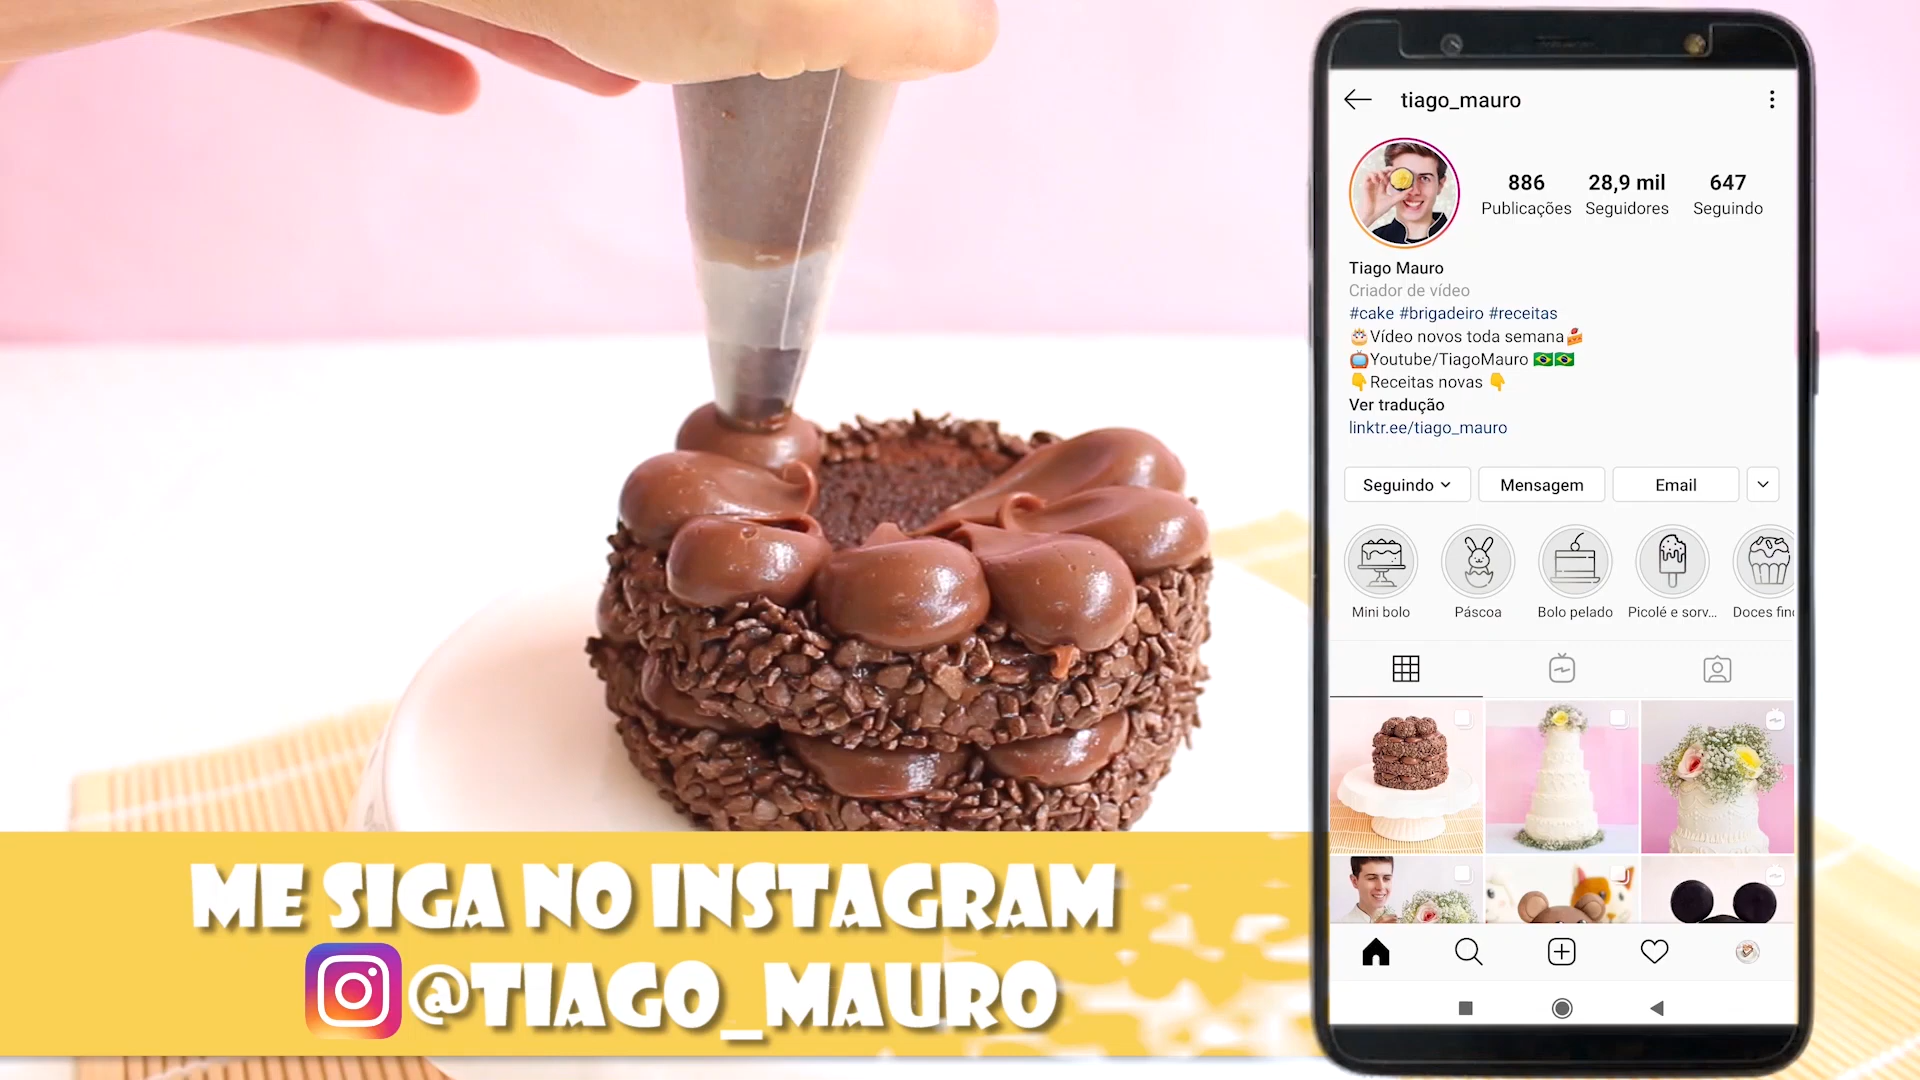 tiago_mauro
886
28,9 mil
647
Publicações
Seguidores
Seguindo
Tiago Mauro
Criador de vídeo
#cake #brigadeiro #receitas
Vídeo novos toda semana
Youtube/TiagoMauro
Receitas novas
Ver tradução
linktr.ee/tiago_mauro
Seguindo
Mensagem
Email
Mini bolo
Páscoa
Bolo pelado
Picolé e sorv...
Doces fin
ME SIGA NO INSTAGRAM
@TIAGO_MAURO